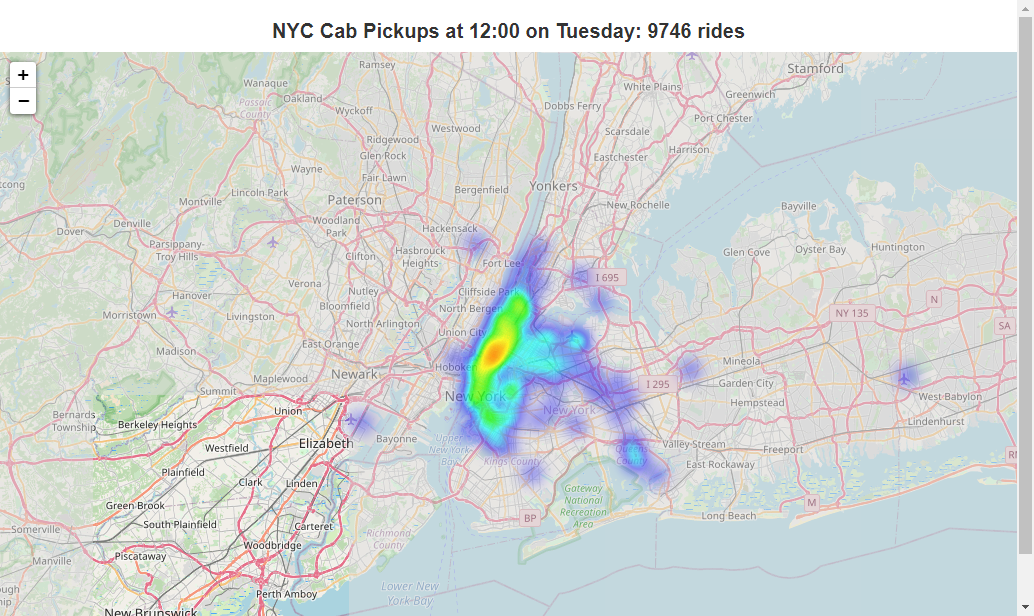 NYC Cab Pickups at 12:00 on Tuesday: 9746 rides
+
−
Ramsey
Stamford
Wanaque
White Plains
Greenwich
Oakland
Passaic
County
Wyckoff
Dobbs Ferry
Port Chester
Westwood
Scarsdale
Ridgewood
Harrison
Glen Rock
Eastchester
Wayne
Fair Lawn
tcong
Lincoln Park
Bergenfield
Yonkers
Montville
Paterson
New Rochelle
Bayville
Denville
Woodland
Park
Hackensack
Dover
Parsippany-
Troy Hills
Clifton
Hasbrouck
Heights
Fort Lee
Glen Cove
Oyster Bay
Huntington
I 695
Verona
Nutley
Cliffside Park
Hanover
Bloomfield
North Bergen
N
Morristown
Livingston
North Arlington
NY 135
Union City
SA
East Orange
Madison
Mineola
Newark
Hoboken
Maplewood
I 295
Garden City
Summit
New York
West Babylon
Hempstead
Union
New York
Bernards
Township
Berkeley Heights
Lindenhurst
Elizabeth
Bayonne
Upper
New York
Bay
Valley Stream
Freeport
Westfield
Queens
County
RN
Kings County
East Rockaway
Plainfield
Clark
Linden
Gateway
National
Recreation
Area
M
Green Brook
BP
Long Beach
South Plainfield
Carteret
Somerville
Richmond
County
Woodbridge
Piscataway
Manville
Lower New
York Bay
Perth Amboy
New Brunswick